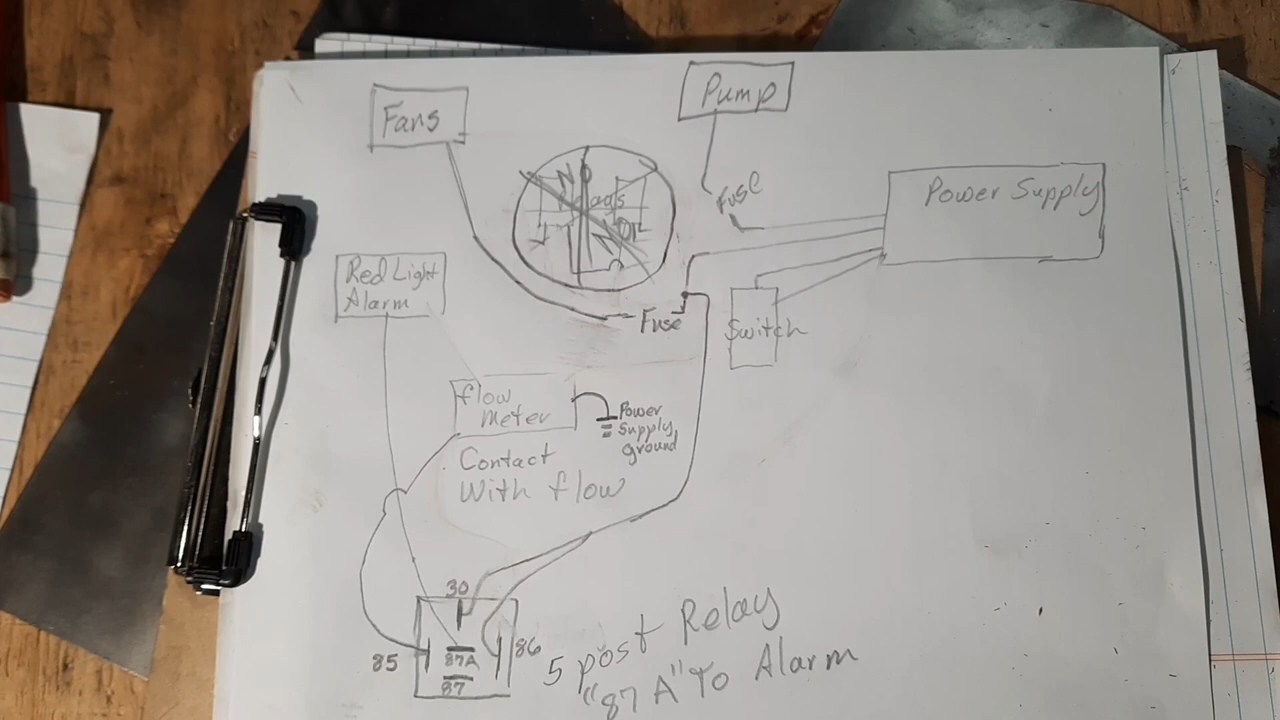 Pump
Fans
Fuse
Power Supply
Red Light
Alarm
Fuse
Switch
flow
meter
Power
Supply
ground
Contact
With flow
30
85
87A
86
87
5 post Relay
"87 A" To Alarm